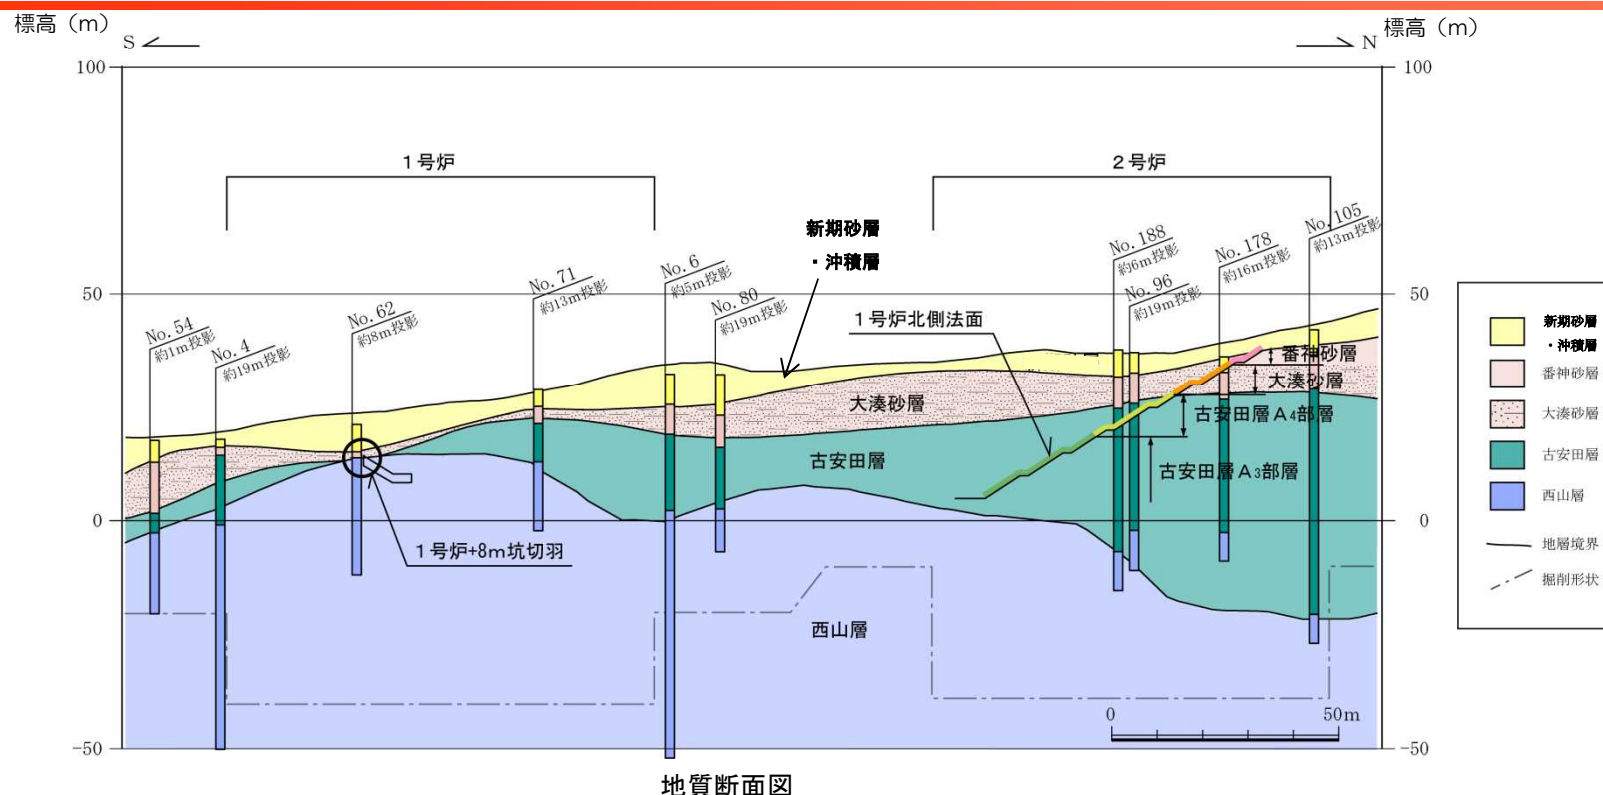 標高（m）
標高（m）
S
N
100
100
1号炉
2号炉
新期砂層
・沖積層
No. 54
約1m投影
No. 4
約19m投影
No. 62
約8m投影
No. 71
約13m投影
No. 6
約5m投影
No. 80
約19m投影
No. 188
約6m投影
No. 96
約19m投影
No. 178
約16m投影
No. 105
約13m投影
50
50
1号炉北側法面
番神砂層
大湊砂層
大湊砂層
古安田層A4部層
古安田層
古安田層A3部層
0
0
1号炉+8m坑切羽
西山層
0
50m
-50
-50
地質断面図
新期砂層
・沖積層
番神砂層
大湊砂層
古安田層
西山層
地層境界
掘削形状